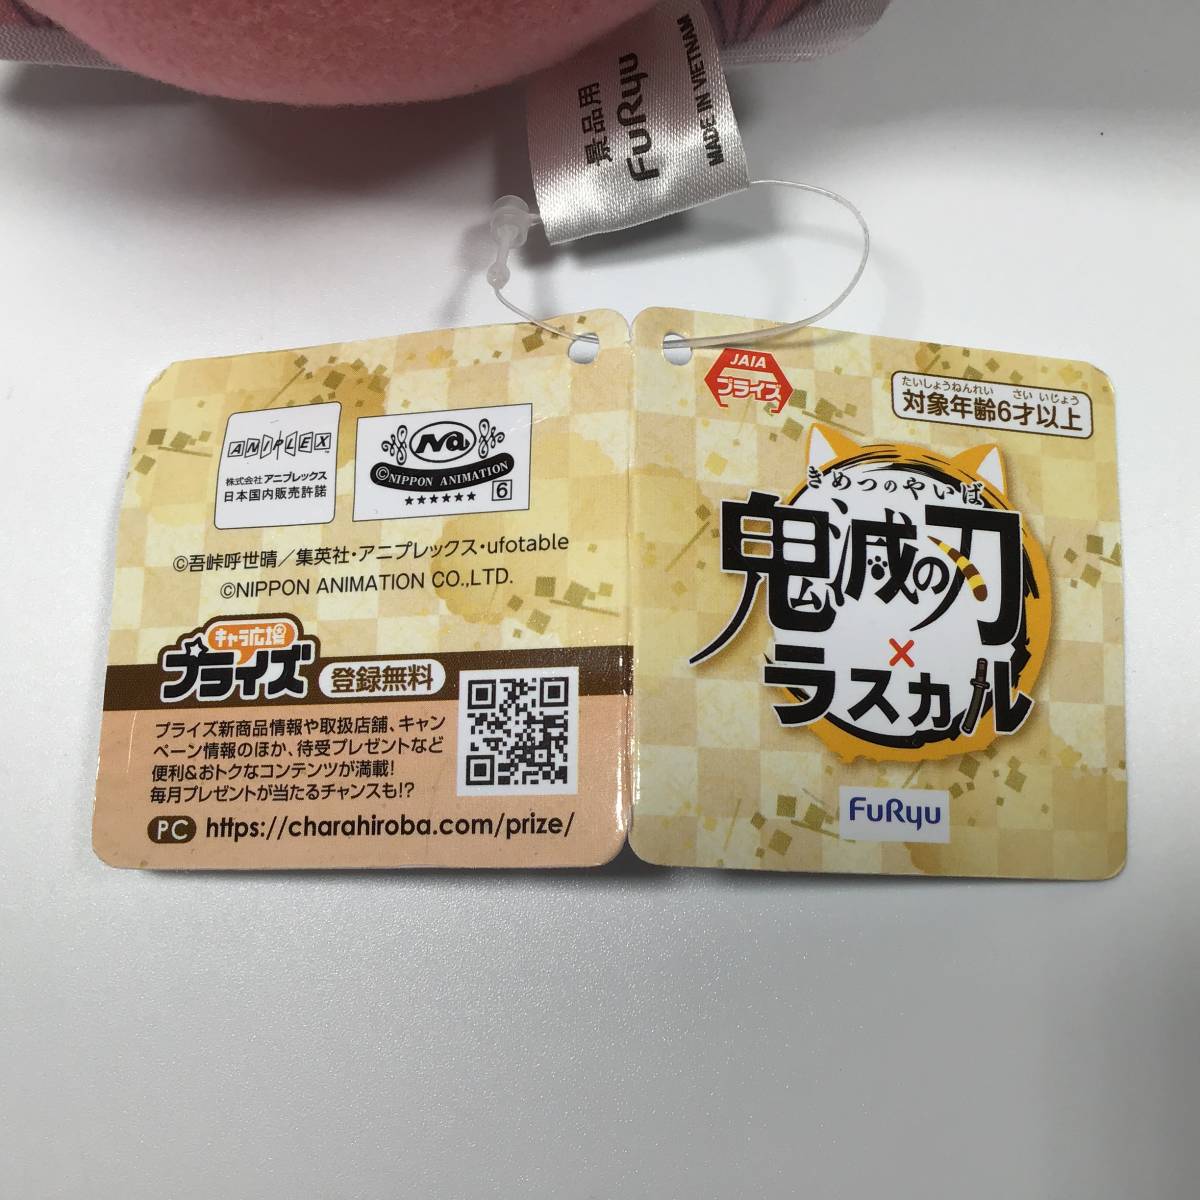 景品用
FuRyu
MADE IN VIETNAM
ANIPLEX
株式会社アニプレックス
日本国内販売許諾
Na
©NIPPON ANIMATION
★★★★★★
6
©吾峠呼世晴／集英社・アニプレックス・ufotable
©NIPPON ANIMATION CO.,LTD.
キャラ広場
プライズ
登録無料
プライズ新商品情報や取扱店舗、キャン
ペーン情報のほか、待受プレゼントなど
便利&おトクなコンテンツが満載!
毎月プレゼントが当たるチャンスも!?
PC https://charahiroba.com/prize/
JAIA
プライズ
たいしょうねんれい さい いじょう
対象年齢6才以上
きめつのやいば
鬼滅の刃
×
ラスカル
FuRyu